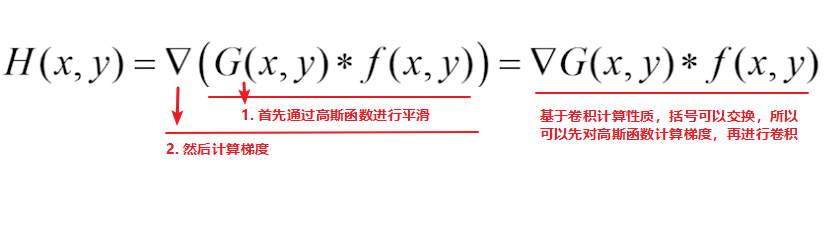 H(x, y) = ∇(G(x, y) * f(x, y)) = ∇G(x, y) * f(x, y)
1. 首先通过高斯函数进行平滑
2. 然后计算梯度
基于卷积计算性质，括号可以交换，所以
可以先对高斯函数计算梯度，再进行卷积